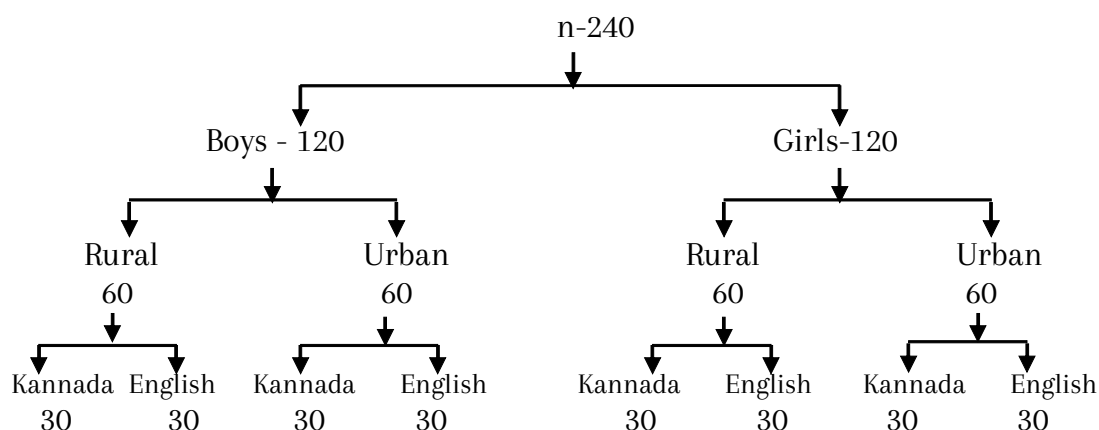 n-240
Boys - 120 Girls-120
Rural Urban Rural Urban
60 60 60 60
Kannada English Kannada English Kannada English Kannada English
30 30 30 30 30 30 30 30